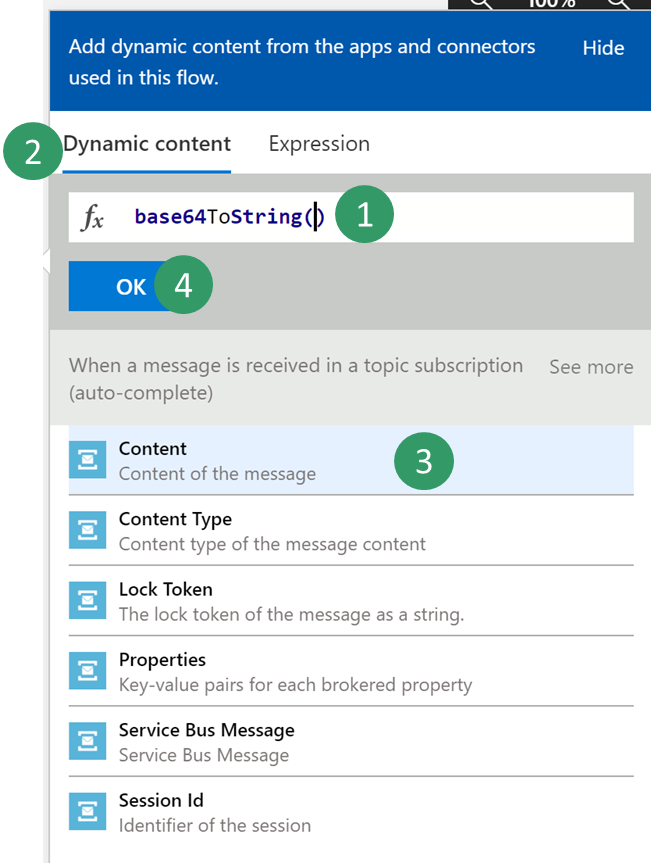 100%
Add dynamic content from the apps and connectors
used in this flow.
Hide
2
Dynamic content
Expression
fx
base64ToString()
1
OK
4
When a message is received in a topic subscription
(auto-complete)
See more
Content
Content of the message
3
Content Type
Content type of the message content
Lock Token
The lock token of the message as a string.
Properties
Key-value pairs for each brokered property
Service Bus Message
Service Bus Message
Session Id
Identifier of the session